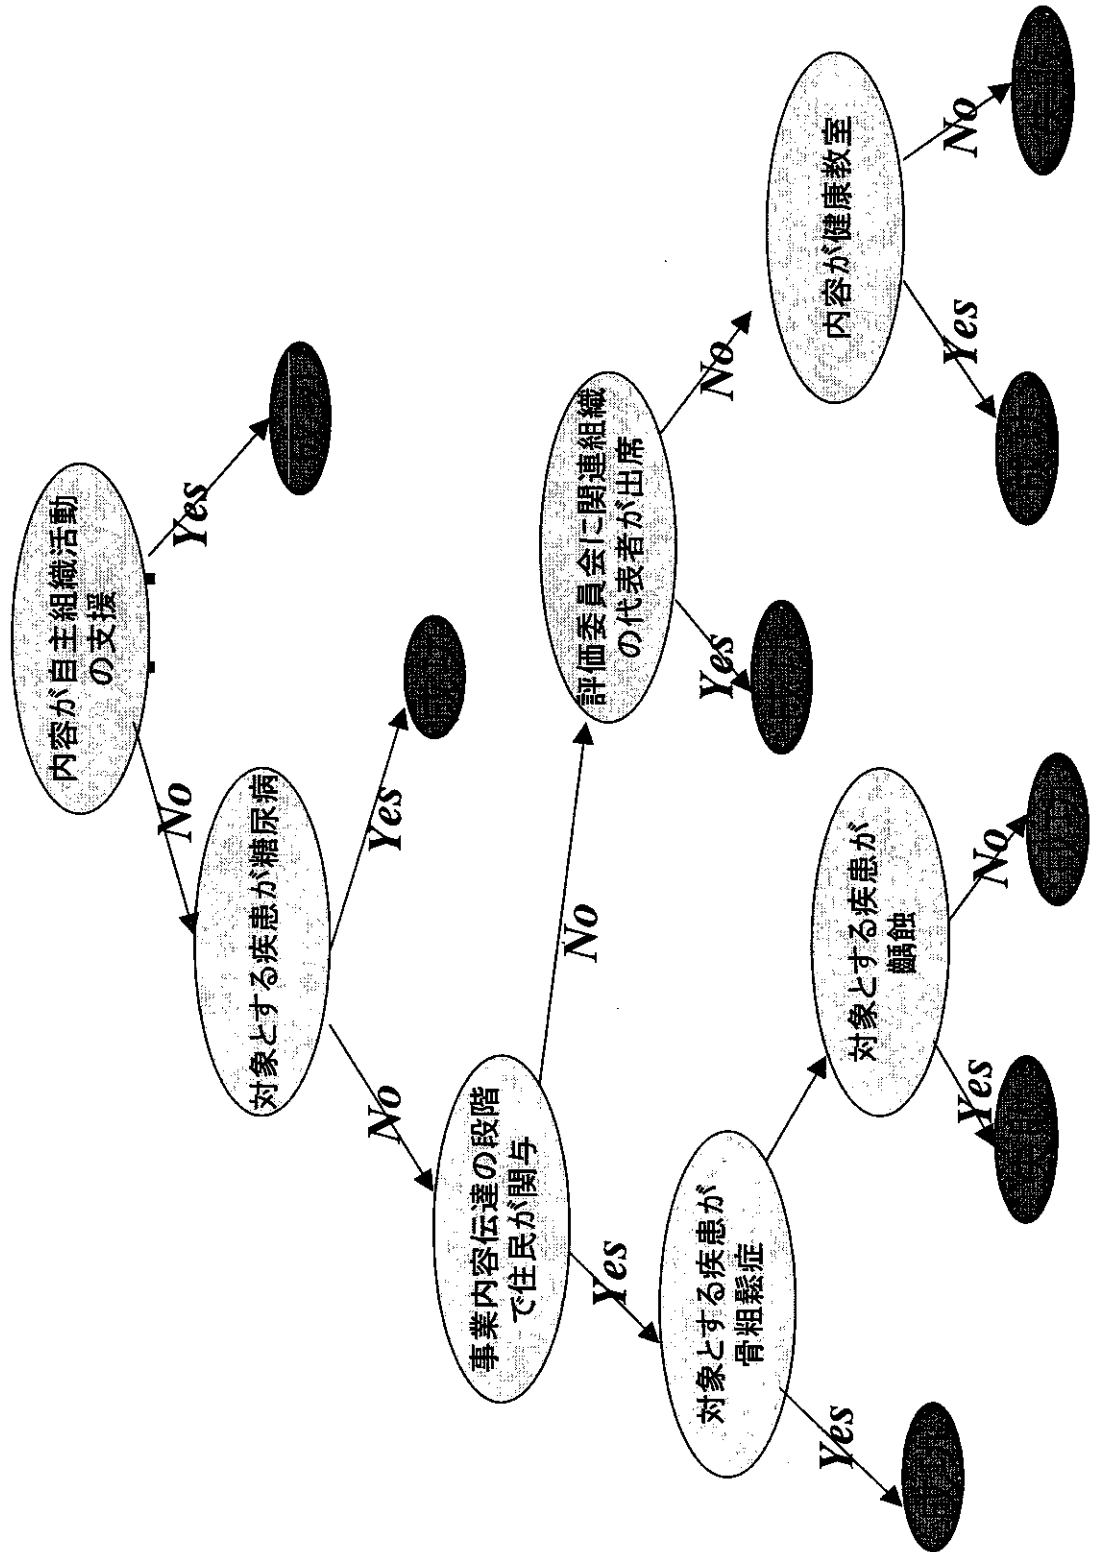 内容が自主組織活動
の支援
No
Yes
対象とする疾患が糖尿病
No
Yes
事業内容伝達の段階
で住民が関与
Yes
No
評価委員会に関連組織
の代表者が出席
Yes
No
対象とする疾患が
骨粗鬆症
Yes
対象とする疾患が
齲蝕
Yes
No
内容が健康教室
Yes
No